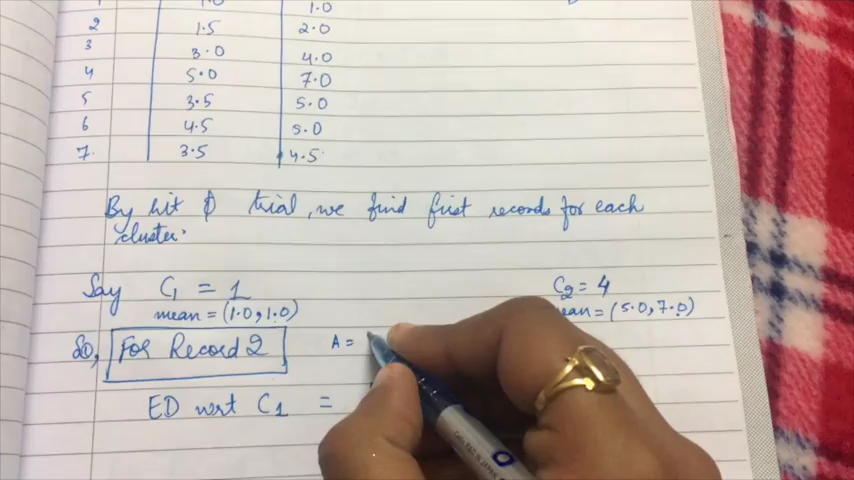 1.0
2 1.5 2.0
3 3.0 4.0
4 5.0 7.0
5 3.5 5.0
6 4.5 5.0
7. 3.5 4.5
By hit & trial, we find first records for each
cluster.
Say C1 = 1 C2 = 4
mean = (1.0, 1.0) mean = (5.0, 7.0)
So, For Record 2 A =
ED wrt C1 =